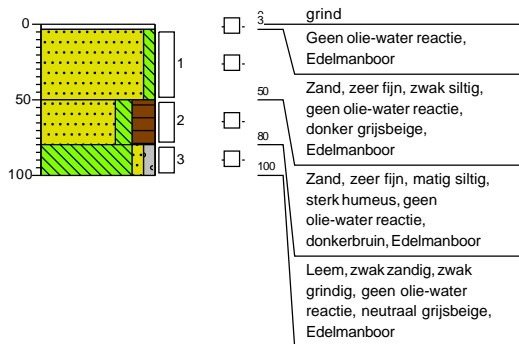 0
50
100
1
2
3
3
50
80
100
grind
Geen olie-water reactie,
Edelmanboor
Zand, zeer fijn, zwak siltig,
geen olie-water reactie,
donker grijsbeige,
Edelmanboor
Zand, zeer fijn, matig siltig,
sterk humeus, geen
olie-water reactie,
donkerbruin, Edelmanboor
Leem, zwak zandig, zwak
grindig, geen olie-water
reactie, neutraal grijsbeige,
Edelmanboor